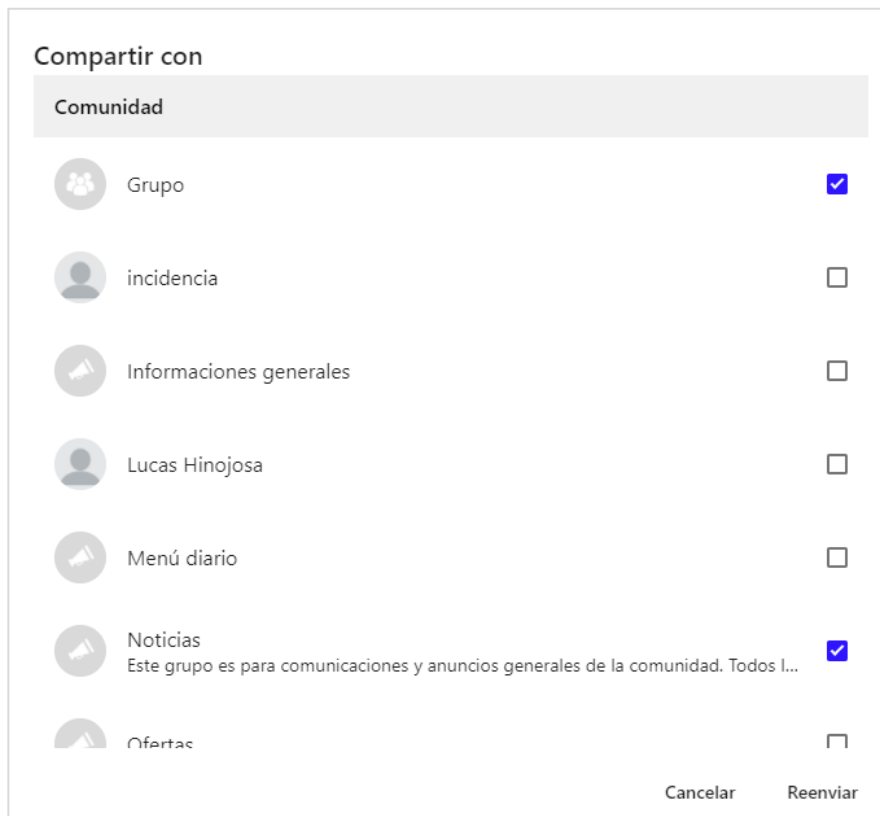 Compartir con
Comunidad
Grupo
incidencia
Informaciones generales
Lucas Hinojosa
Menú diario
Noticias
Este grupo es para comunicaciones y anuncios generales de la comunidad. Todos l...
Ofertas
Cancelar
Reenviar